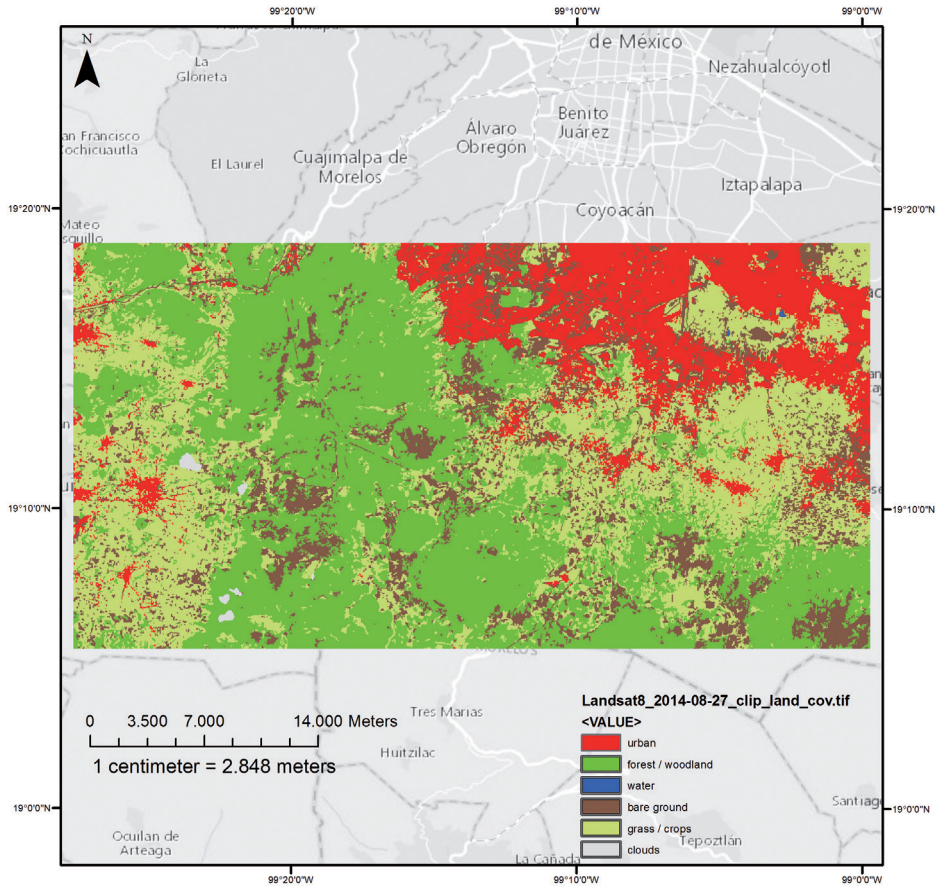 99°20'0"W 99°10'0"W 99°0'0"W
N
de México
La
Glorieta
Nezahualcóyotl
Benito
Juárez
an Francisco
Xochicuautla
Álvaro
Obregón
El Laurel
Cuajimalpa de
Morelos
Iztapalapa
19°20'0"N 19°20'0"N
Coyoacán
Mateo
19°10'0"N 19°10'0"N
Landsat8_2014-08-27_clip_land_cov.tif
<VALUE>
urban
forest / woodland
water
bare ground
grass / crops
clouds
0 3.500 7.000 14.000 Meters
1 centimeter = 2.848 meters
Tres Marías
Huitzilac
19°0'0"N 19°0'0"N
Santiag
Ocuilan de
Arteaga
Tepoztlán
La Cañada
99°20'0"W 99°10'0"W 99°0'0"W